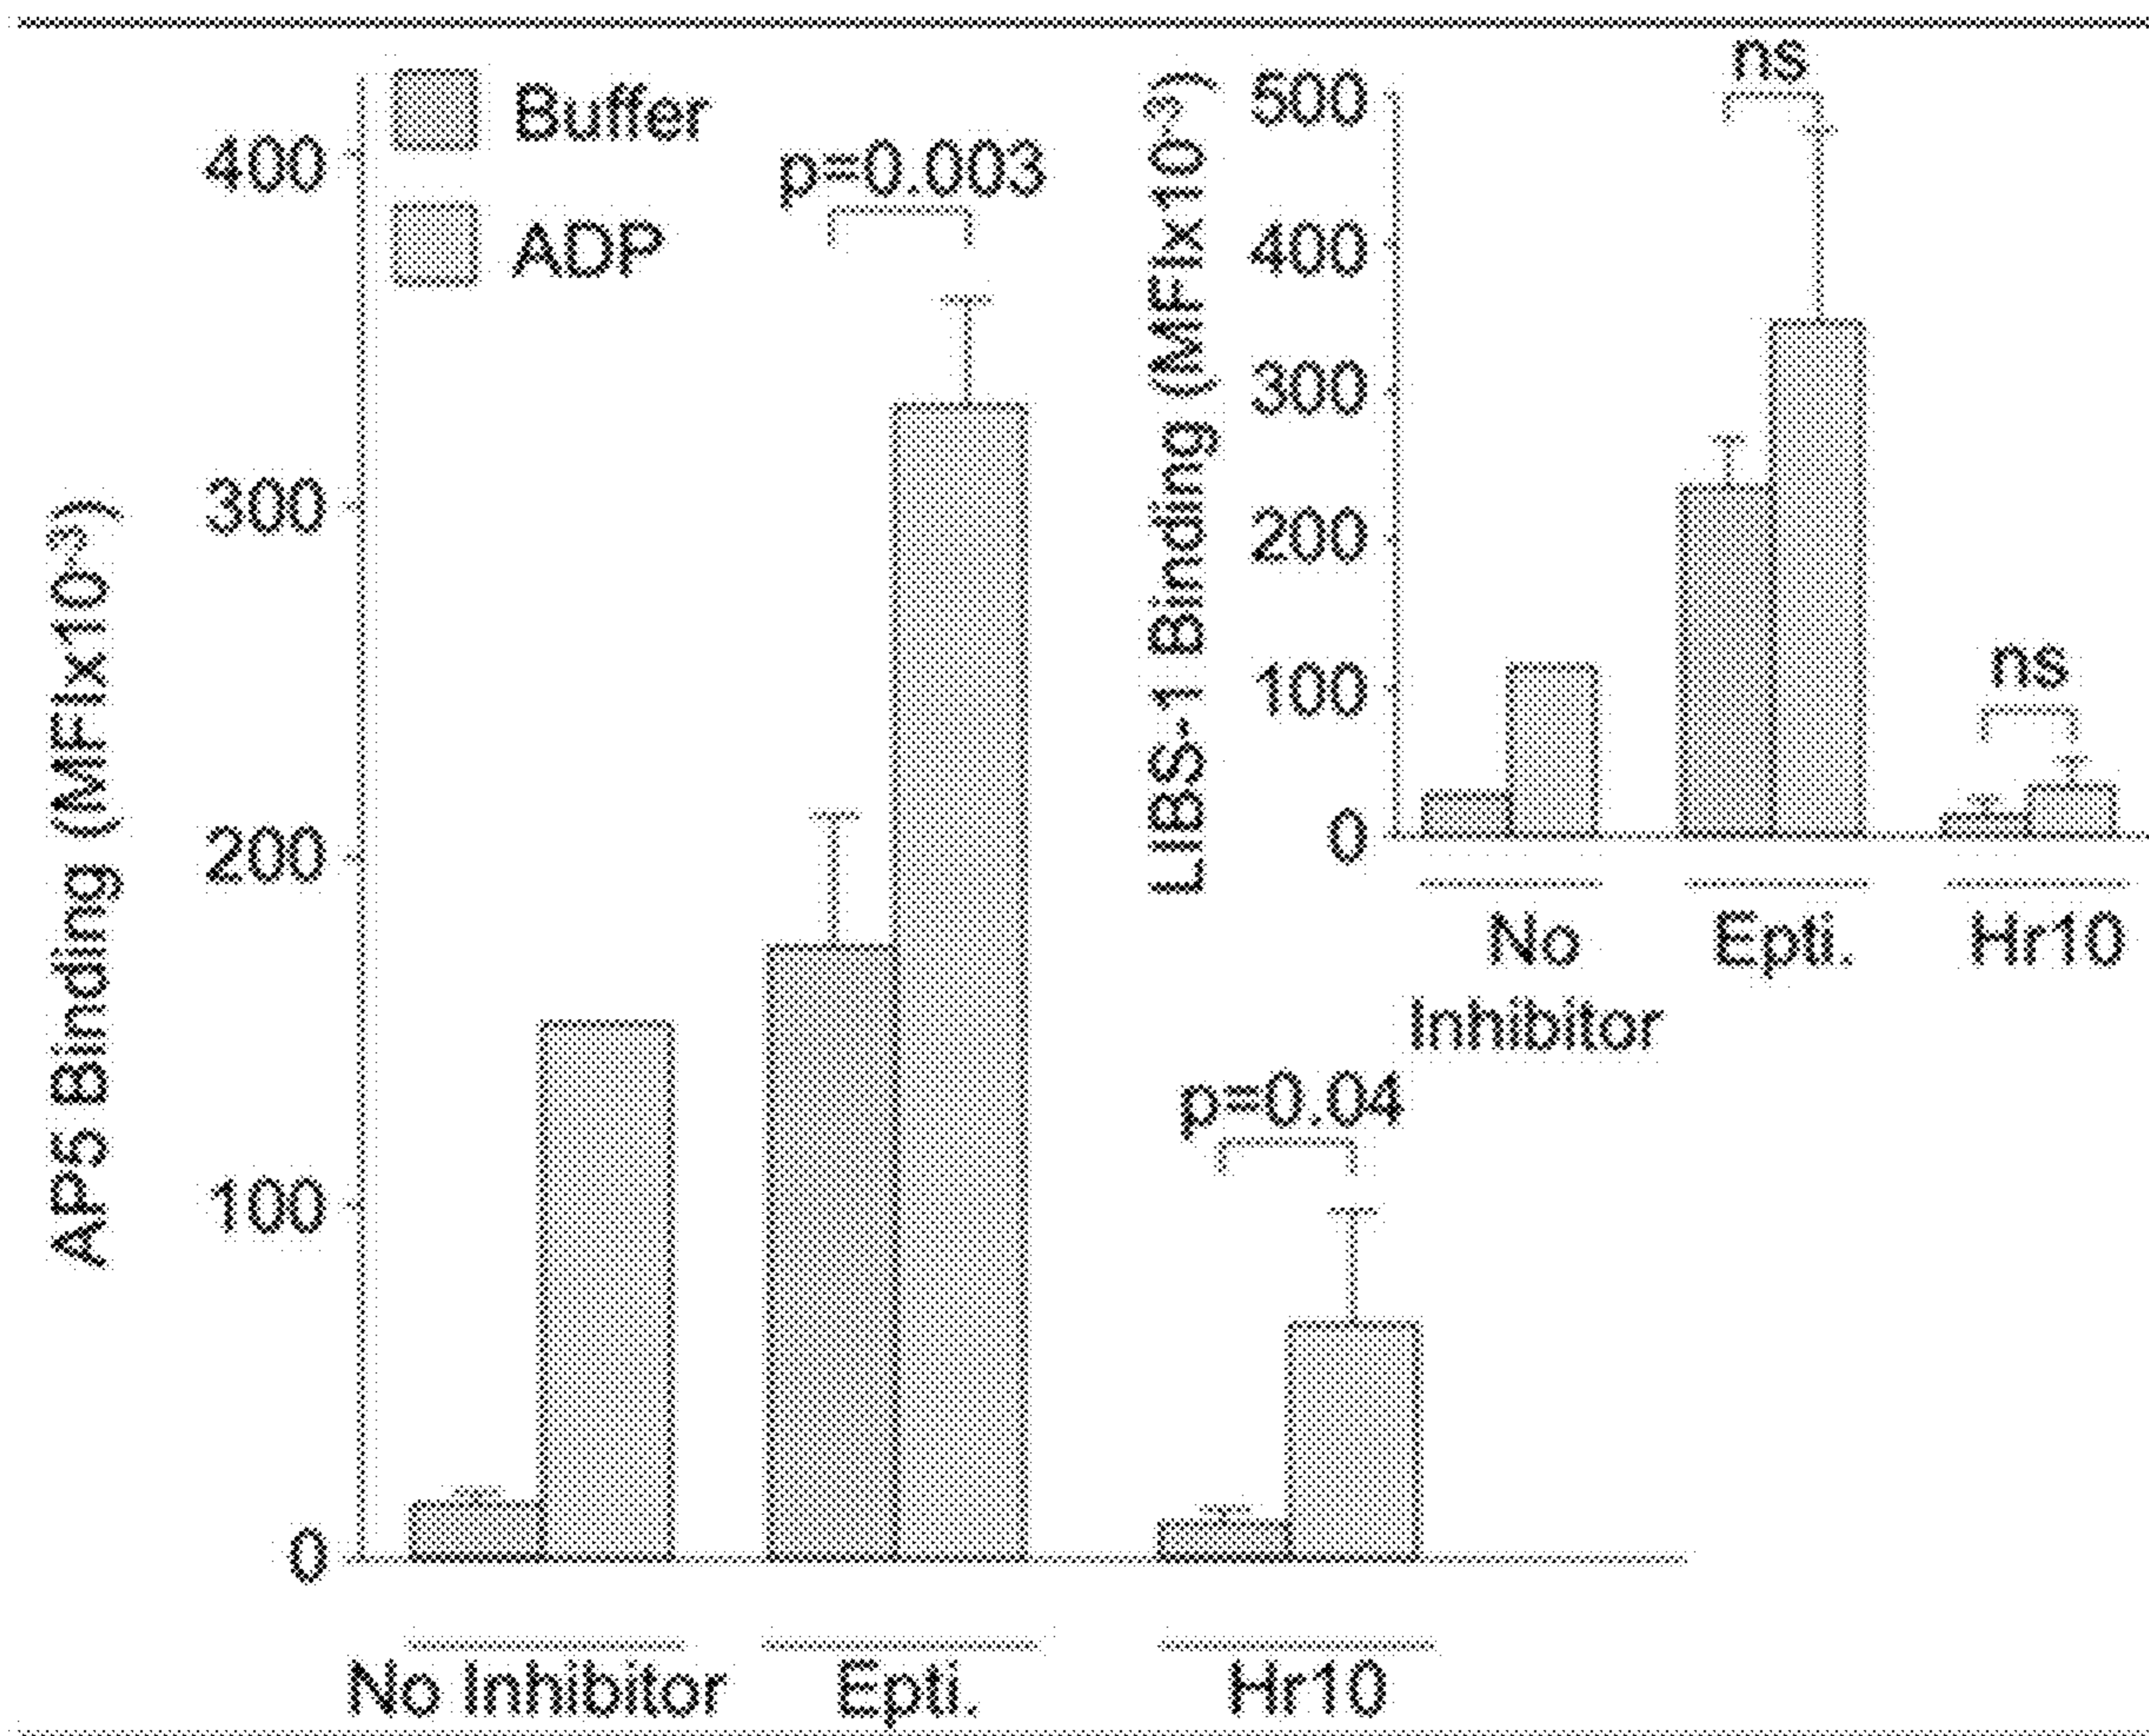 AP5 Binding (MFIx10⁻³)
400
300
200
100
0
Buffer
ADP
p=0.003
p=0.04
No Inhibitor
Epti.
Hr10
LIBS-1 Binding (MFIx10⁻³)
500
400
300
200
100
0
ns
ns
No
Inhibitor
Epti.
Hr10